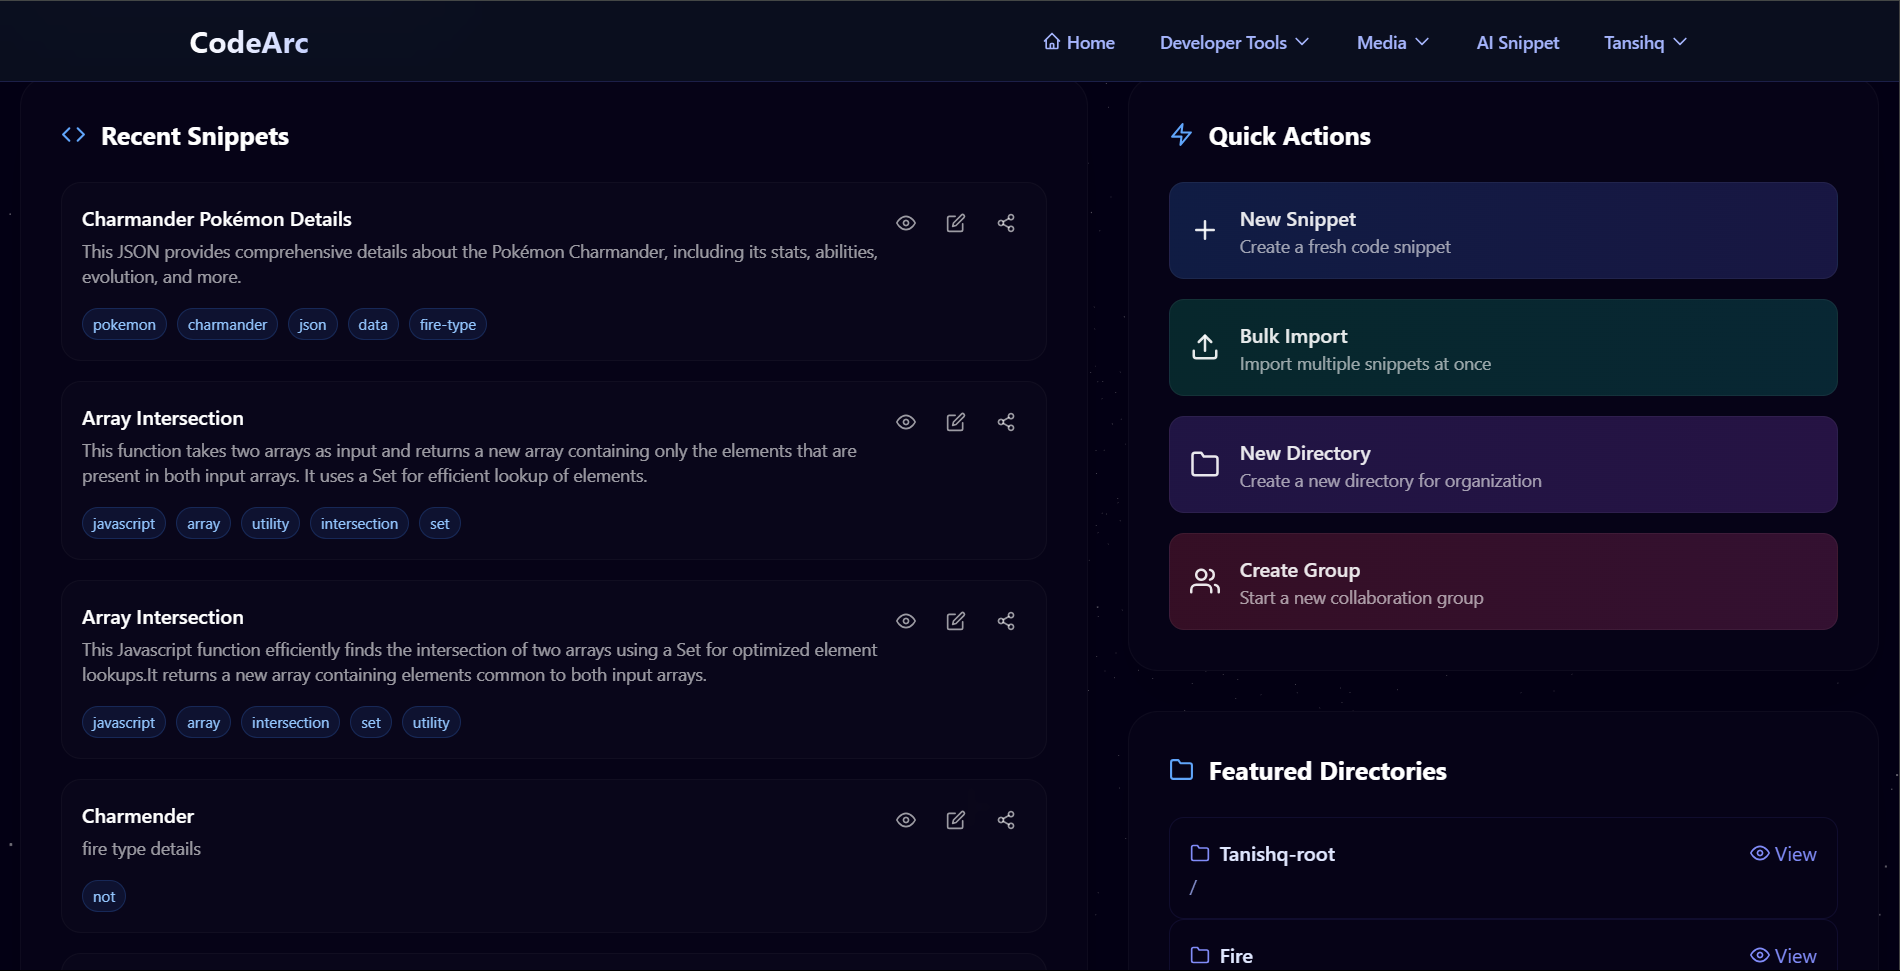 CodeArc
Home
Developer Tools
Media
AI Snippet
Tansihq
Recent Snippets
Charmander Pokémon Details
This JSON provides comprehensive details about the Pokémon Charmander, including its stats, abilities,
evolution, and more.
pokemon charmander json data fire-type
Array Intersection
This function takes two arrays as input and returns a new array containing only the elements that are
present in both input arrays. It uses a Set for efficient lookup of elements.
javascript array utility intersection set
Array Intersection
This Javascript function efficiently finds the intersection of two arrays using a Set for optimized element
lookups.It returns a new array containing elements common to both input arrays.
javascript array intersection set utility
Charmender
fire type details
not
Quick Actions
New Snippet
Create a fresh code snippet
Bulk Import
Import multiple snippets at once
New Directory
Create a new directory for organization
Create Group
Start a new collaboration group
Featured Directories
Tanishq-root View
/
Fire View